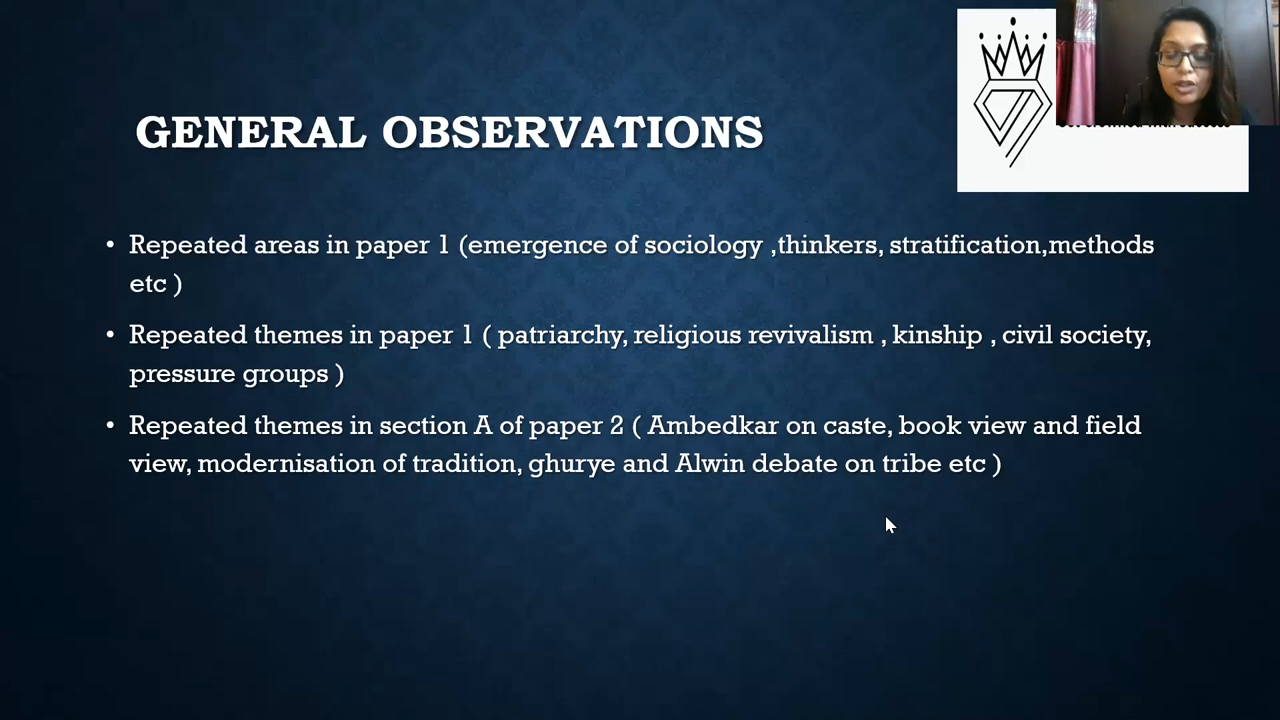 GENERAL OBSERVATIONS
• Repeated areas in paper 1 (emergence of sociology ,thinkers, stratification,methods
etc )
• Repeated themes in paper 1 ( patriarchy, religious revivalism , kinship , civil society,
pressure groups )
• Repeated themes in section A of paper 2 ( Ambedkar on caste, book view and field
view, modernisation of tradition, ghurye and Alwin debate on tribe etc )